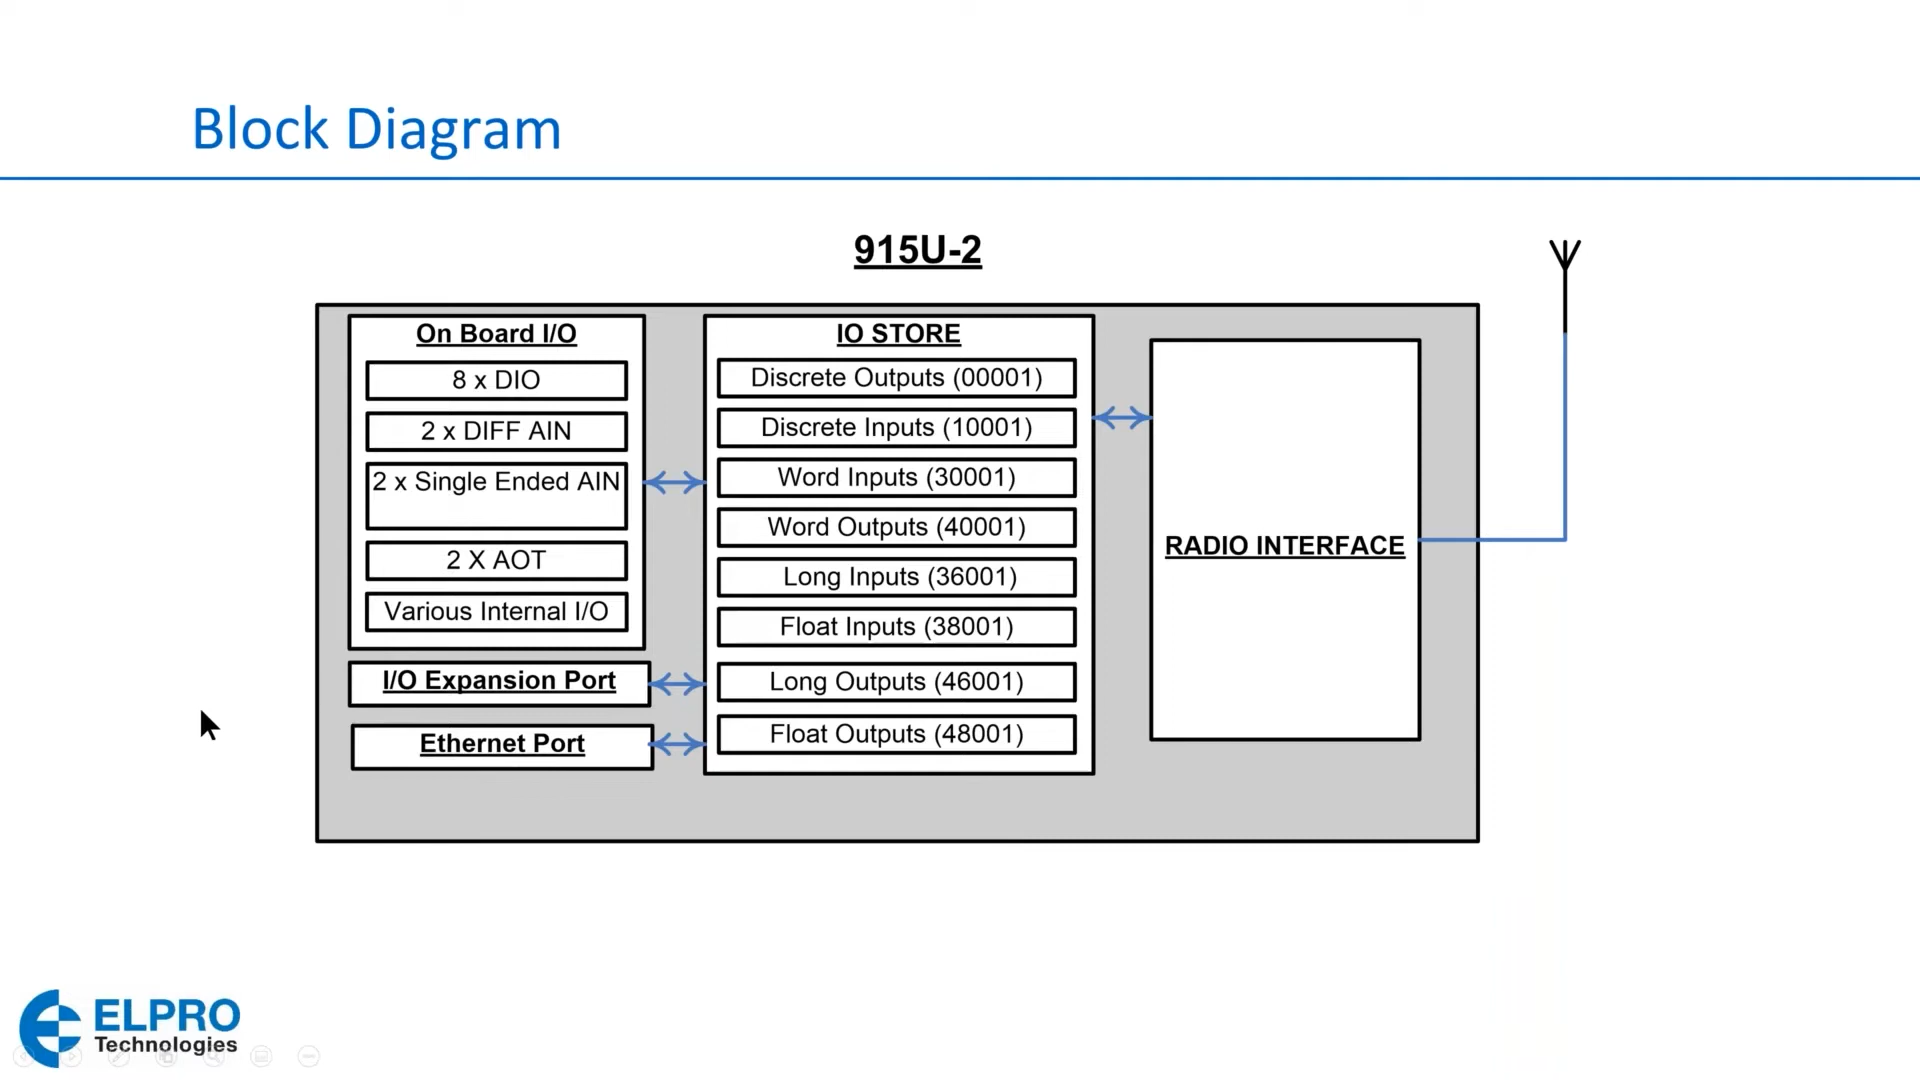 Block Diagram
915U-2
On Board I/O
8 x DIO
2 x DIFF AIN
2 x Single Ended AIN
2 X AOT
Various Internal I/O
I/O Expansion Port
Ethernet Port
IO STORE
Discrete Outputs (00001)
Discrete Inputs (10001)
Word Inputs (30001)
Word Outputs (40001)
Long Inputs (36001)
Float Inputs (38001)
Long Outputs (46001)
Float Outputs (48001)
RADIO INTERFACE
ELPRO
Technologies